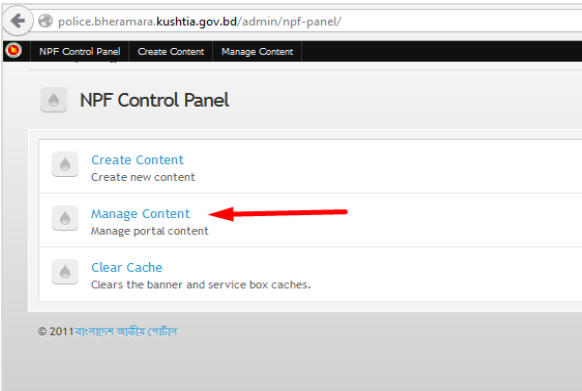 police.bheramara.kushtia.gov.bd/admin/npf-panel/
NPF Control Panel Create Content Manage Content
NPF Control Panel
Create Content
Create new content
Manage Content
Manage portal content
Clear Cache
Clears the banner and service box caches.
© 2011 বাংলাদেশ জাতীয় পোর্টাল